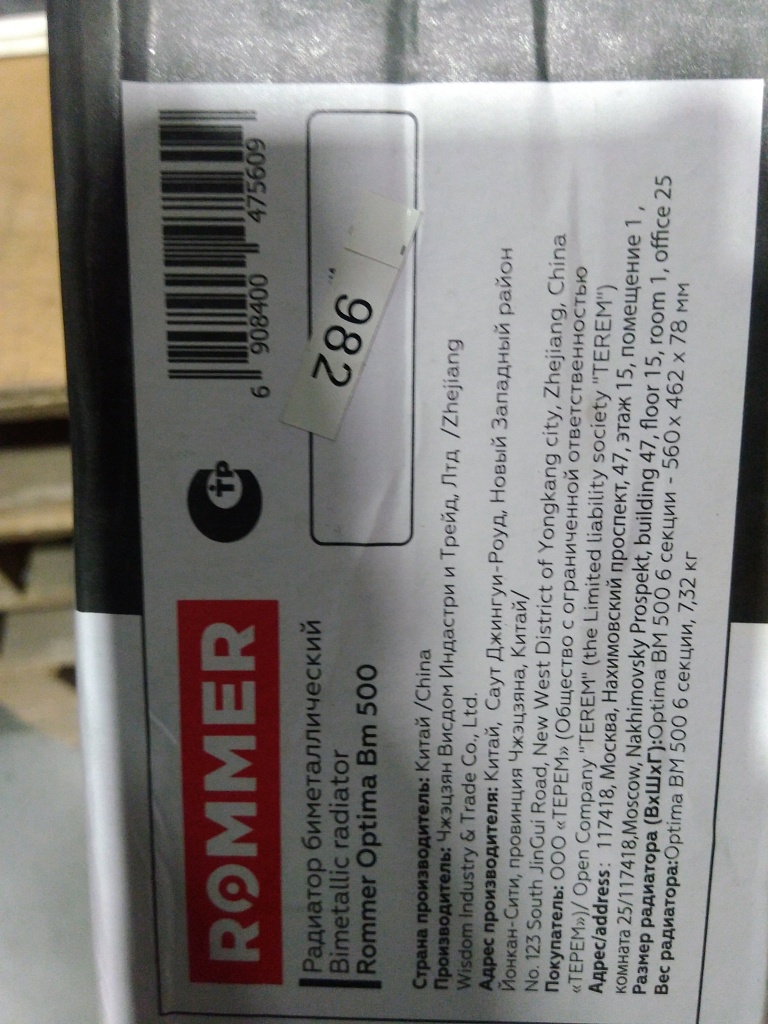 ROMMER
СТР
6 908400 475609
Радиатор биметаллический
Bimetallic radiator
Rommer Optima Bm 500
982
Страна производитель: Китай /China
Производитель: Чжэцзян Висдом Индастри и Трейд, Лтд /Zhejiang
Wisdom Industry & Trade Co., Ltd.
Адрес производителя: Китай, Саут Джингуи-Роуд, Новый Западный район
Йонкан-Сити, провинция Чжэцзяна, Китай/
No. 123 South JinGui Road, New West District of Yongkang city, Zhejiang, China
Покупатель: ООО «ТЕРЕМ» (Общество с ограниченной ответственностью
«ТЕРЕМ»)/ Open Company "TEREM" (the Limited liability society "TEREM")
Адрес/address: 117418, Москва, Нахимовский проспект, 47, этаж 15, помещение 1 ,
комната 25/117418,Moscow, Nakhimovsky Prospekt, building 47, floor 15, room 1, office 25
Размер радиатора (ВхШхГ):Optima BM 500 6 секции - 560 x 462 x 78 мм
Вес радиатора:Optima BM 500 6 секции, 7,32 кг